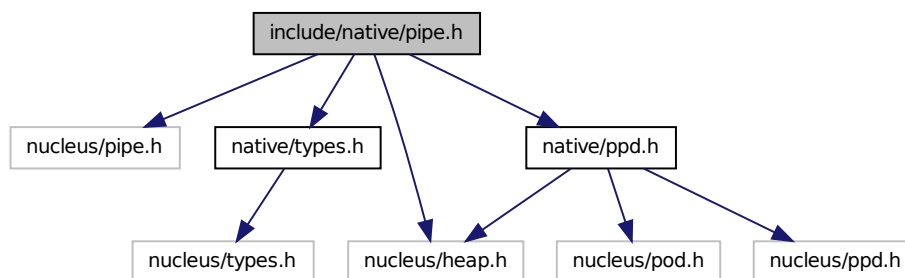 include/native/pipe.h
nucleus/pipe.h
native/types.h
native/ppd.h
nucleus/types.h
nucleus/heap.h
nucleus/pod.h
nucleus/ppd.h